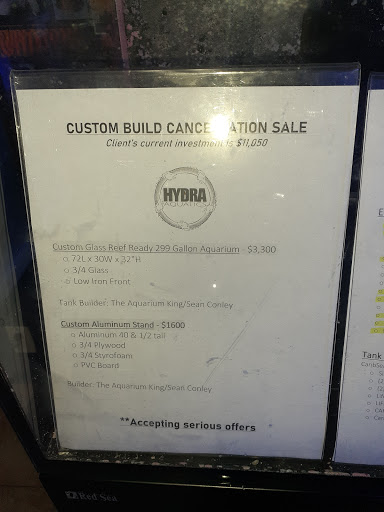 CUSTOM BUILD CANCELLATION SALE
Client's current investment is $11,050
HYDRA
AQUATICS
Custom Glass Reef Ready 299 Gallon Aquarium - $3,300
o 72L x 30W x 32"H
o 3/4 Glass
o Low Iron Front
Tank Builder: The Aquarium King/Sean Conley
Custom Aluminum Stand - $1600
o Aluminum 40 & 1/2 tall
o 3/4 Plywood
o 3/4 Styrofoam
o PVC Board
Builder: The Aquarium King/Sean Conley
**Accepting serious offers
Red Sea
Tank